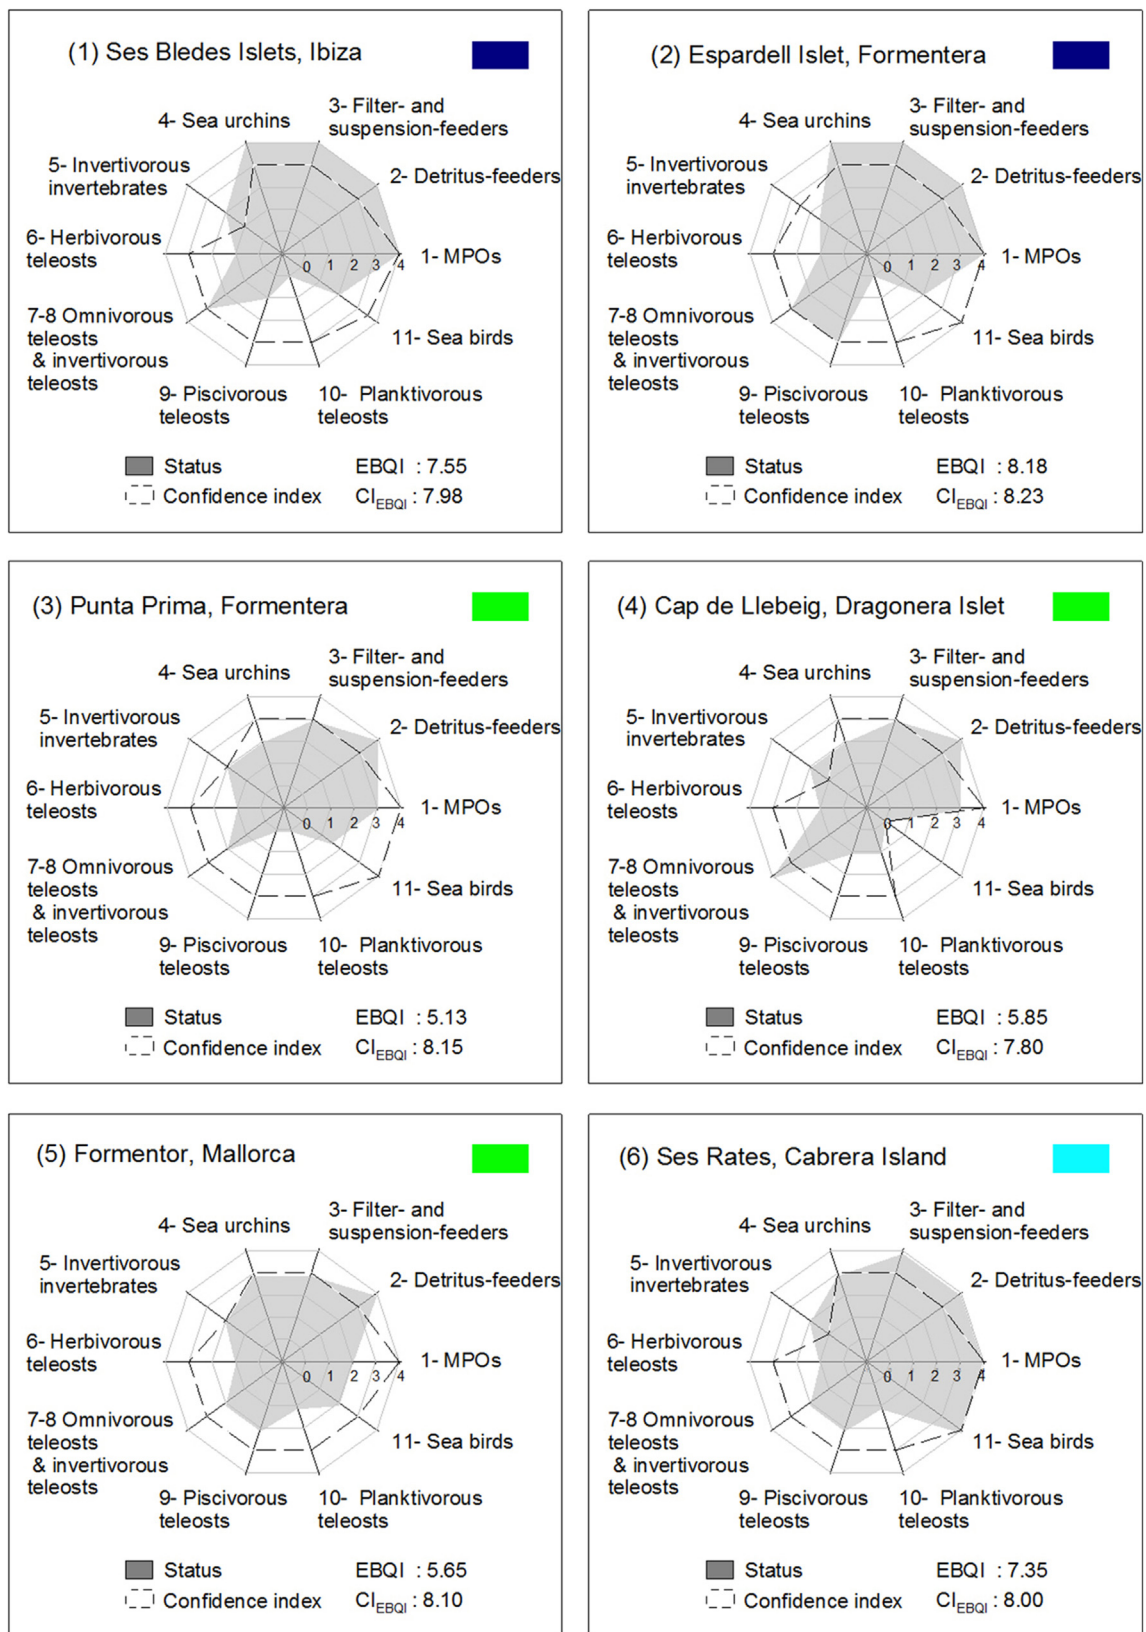 (1) Ses Bledes Islets, Ibiza
4- Sea urchins
3- Filter- and
suspension-feeders
5- Invertivorous
invertebrates
2- Detritus-feeders
6- Herbivorous
teleosts
0 1 2 3 4
1- MPOs
7-8 Omnivorous
teleosts
& invertivorous
teleosts
11- Sea birds
9- Piscivorous
teleosts
10- Planktivorous
teleosts
Status
EBQI : 7.55
Confidence index
CIEBQI : 7.98
(2) Espardell Islet, Formentera
4- Sea urchins
3- Filter- and
suspension-feeders
5- Invertivorous
invertebrates
2- Detritus-feeders
6- Herbivorous
teleosts
0 1 2 3 4
1- MPOs
7-8 Omnivorous
teleosts
& invertivorous
teleosts
11- Sea birds
9- Piscivorous
teleosts
10- Planktivorous
teleosts
Status
EBQI : 8.18
Confidence index
CIEBQI : 8.23
(3) Punta Prima, Formentera
4- Sea urchins
3- Filter- and
suspension-feeders
5- Invertivorous
invertebrates
2- Detritus-feeders
6- Herbivorous
teleosts
0 1 2 3 4
1- MPOs
7-8 Omnivorous
teleosts
& invertivorous
teleosts
11- Sea birds
9- Piscivorous
teleosts
10- Planktivorous
teleosts
Status
EBQI : 5.13
Confidence index
CIEBQI : 8.15
(4) Cap de Llebeig, Dragonera Islet
4- Sea urchins
3- Filter- and
suspension-feeders
5- Invertivorous
invertebrates
2- Detritus-feeders
6- Herbivorous
teleosts
0 1 2 3 4
1- MPOs
7-8 Omnivorous
teleosts
& invertivorous
teleosts
11- Sea birds
9- Piscivorous
teleosts
10- Planktivorous
teleosts
Status
EBQI : 5.85
Confidence index
CIEBQI : 7.80
(5) Formentor, Mallorca
4- Sea urchins
3- Filter- and
suspension-feeders
5- Invertivorous
invertebrates
2- Detritus-feeders
6- Herbivorous
teleosts
0 1 2 3 4
1- MPOs
7-8 Omnivorous
teleosts
& invertivorous
teleosts
11- Sea birds
9- Piscivorous
teleosts
10- Planktivorous
teleosts
Status
EBQI : 5.65
Confidence index
CIEBQI : 8.10
(6) Ses Rates, Cabrera Island
4- Sea urchins
3- Filter- and
suspension-feeders
5- Invertivorous
invertebrates
2- Detritus-feeders
6- Herbivorous
teleosts
0 1 2 3 4
1- MPOs
7-8 Omnivorous
teleosts
& invertivorous
teleosts
11- Sea birds
9- Piscivorous
teleosts
10- Planktivorous
teleosts
Status
EBQI : 7.35
Confidence index
CIEBQI : 8.00